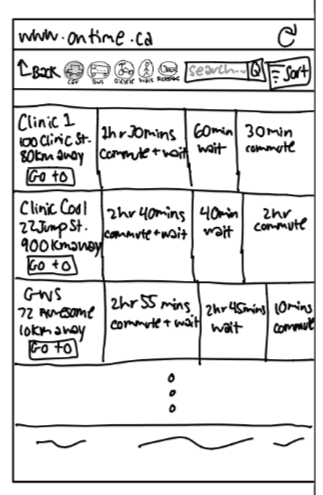 www.ontime.ca
Back
car
bus
bicycle
walk
search...
Sort
Clinic 1
100 Clinic St.
80km away
Go to
1hr 30mins
commute + wait
60min
wait
30min
commute
Clinic Cool
22 Jump St.
900km away
Go to
2hr 40mins
commute + wait
40min
wait
2hr
commute
GWS
72 Awesome
10km away
Go to
2hr 55 mins
commute + wait
2hr 45mins
wait
10mins
commute